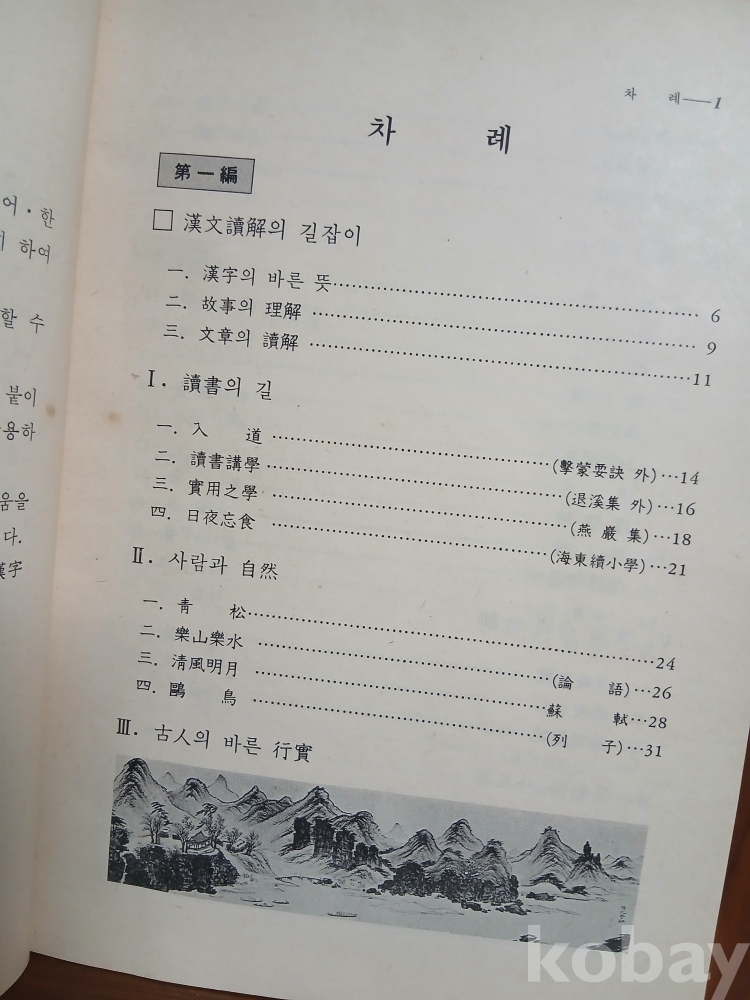 어·한
하여
할 수
붙이
용하
움을
다.
漢字
차 례──1
차 례
第一編
□ 漢文讀解의 길잡이
一. 漢字의 바른 뜻 6
二. 故事의 理解 9
三. 文章의 讀解 11
Ⅰ. 讀書의 길
一. 入 道 (擊蒙要訣 外)…14
二. 讀書講學 (退溪集 外)…16
三. 實用之學 (燕 巖 集)…18
四. 日夜忘食 (海東續小學)…21
Ⅱ. 사람과 自然
一. 靑 松 24
二. 樂山樂水 (論 語)…26
三. 淸風明月 蘇 軾…28
四. 鷗 鳥 (列 子)…31
Ⅲ. 古人의 바른 行實
kobay